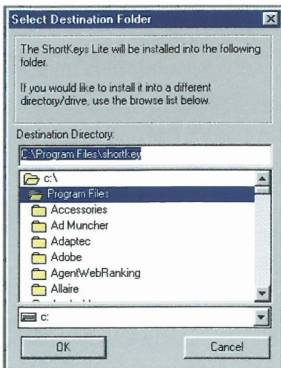 Select Destination Folder
The ShortKeys Lite will be installed into the following
folder.
If you would like to install it into a different
directory/drive, use the browse list below.
Destination Directory:
C:\Program Files\shortkey
c:\
Program Files
Accessories
Ad Muncher
Adaptec
Adobe
AgentWebRanking
Allaire
c:
OK
Cancel